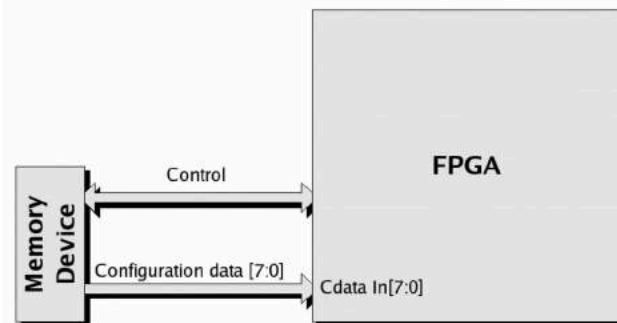 Control
FPGA
Memory
Device
Configuration data [7:0]
Cdata In[7:0]